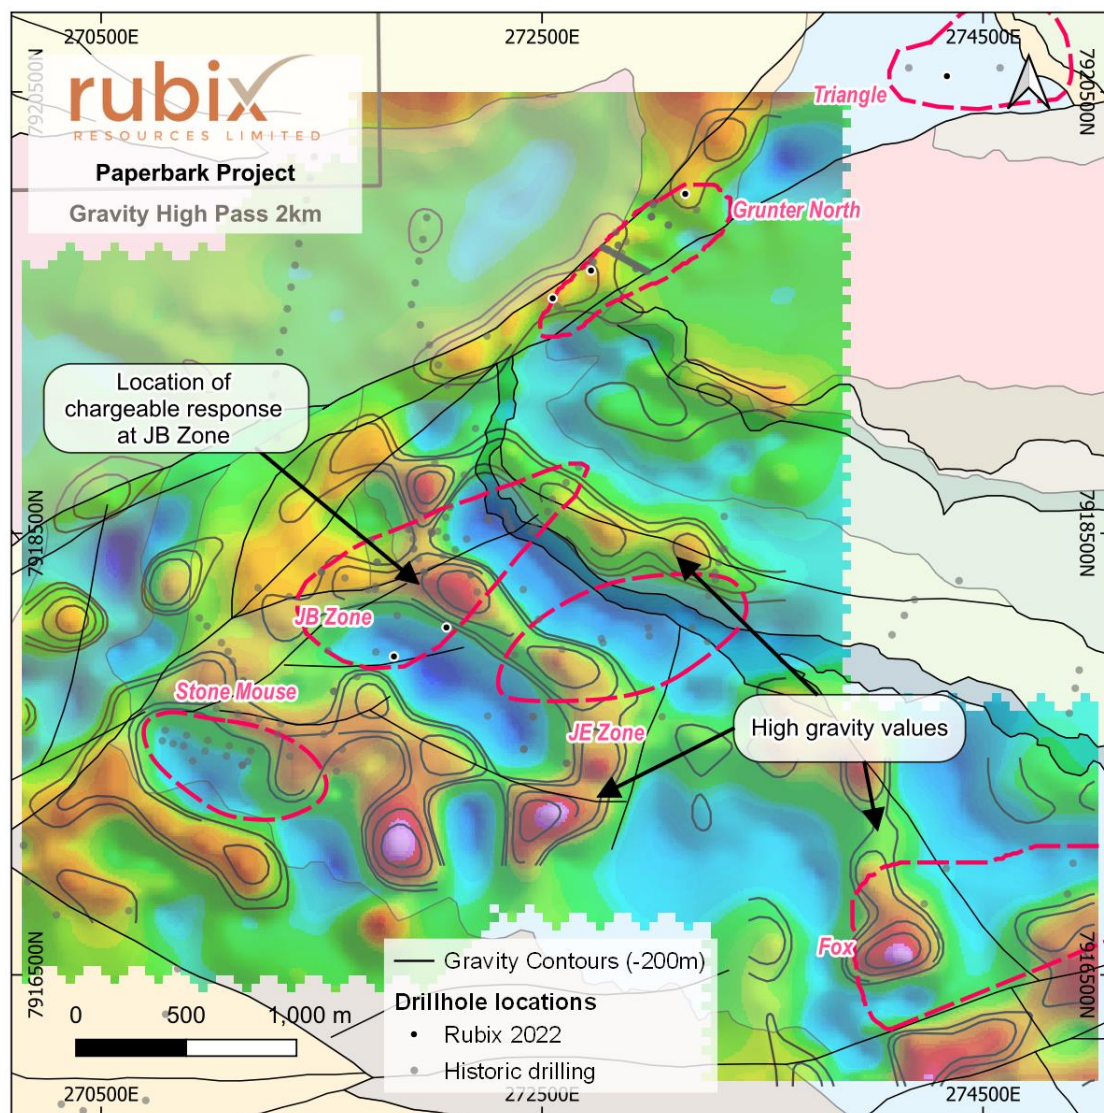 270500E
272500E
274500E
7920500N
rubix
RESOURCES LIMITED
Paperbark Project
Gravity High Pass 2km
Triangle
7920500N
Grunter North
Location of
chargeable response
at JB Zone
7918500N
7918500N
JB Zone
Stone Mouse
JE Zone
High gravity values
Fox
7916500N
7916500N
Gravity Contours (-200m)
Drillhole locations
Rubix 2022
Historic drilling
0 500 1,000 m
270500E
272500E
274500E